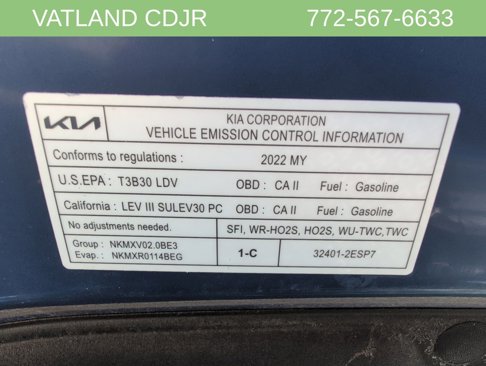 VATLAND CDJR 772-567-6633
KIA KIA CORPORATION
VEHICLE EMISSION CONTROL INFORMATION
Conforms to regulations : 2022 MY
U.S.EPA : T3B30 LDV OBD : CA II Fuel : Gasoline
California : LEV III SULEV30 PC OBD : CA II Fuel : Gasoline
No adjustments needed. SFI, WR-HO2S, HO2S, WU-TWC,TWC
Group : NKMXV02.0BE3
Evap. : NKMXR0114BEG
1-C 32401-2ESP7